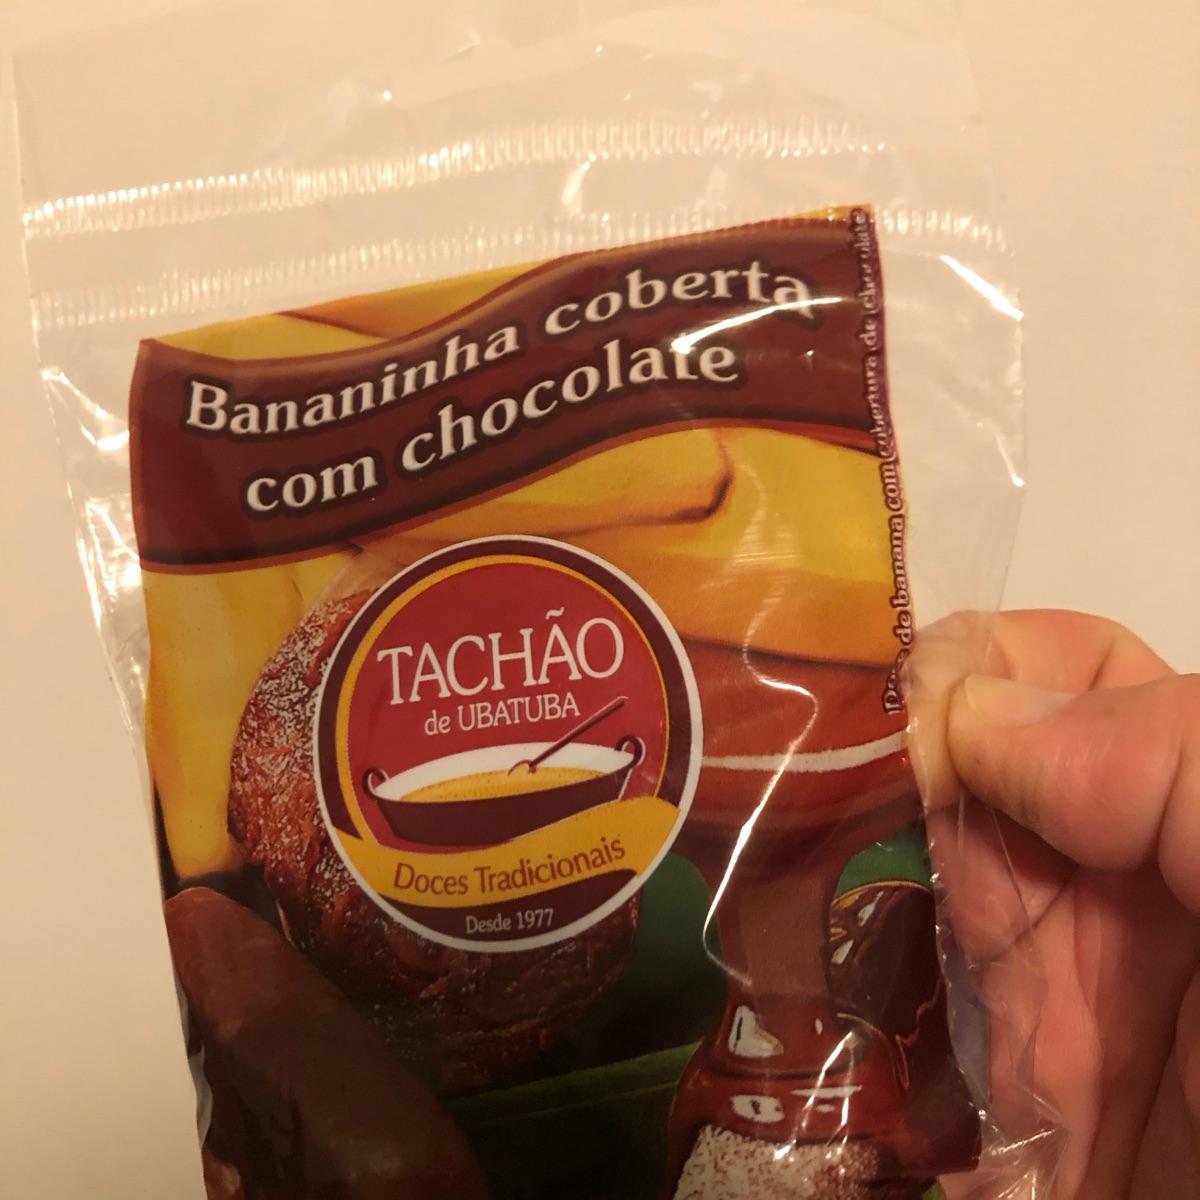 Bananinha coberta
com chocolate
TACHÃO
de UBATUBA
Doces Tradicionais
Desde 1977
Doce de banana com cobertura de chocolate